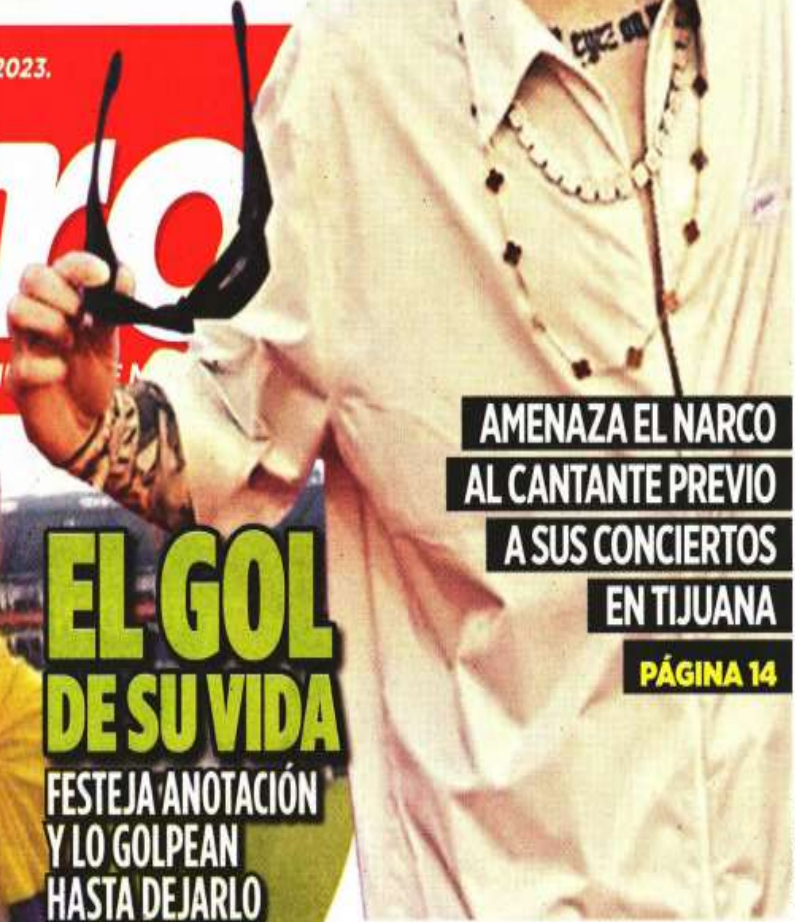 2023.
ro
AMENAZA EL NARCO
AL CANTANTE PREVIO
A SUS CONCIERTOS
EN TIJUANA
PÁGINA 14
EL GOL
DE SU VIDA
FESTEJA ANOTACIÓN
Y LO GOLPEAN
HASTA DEJARLO